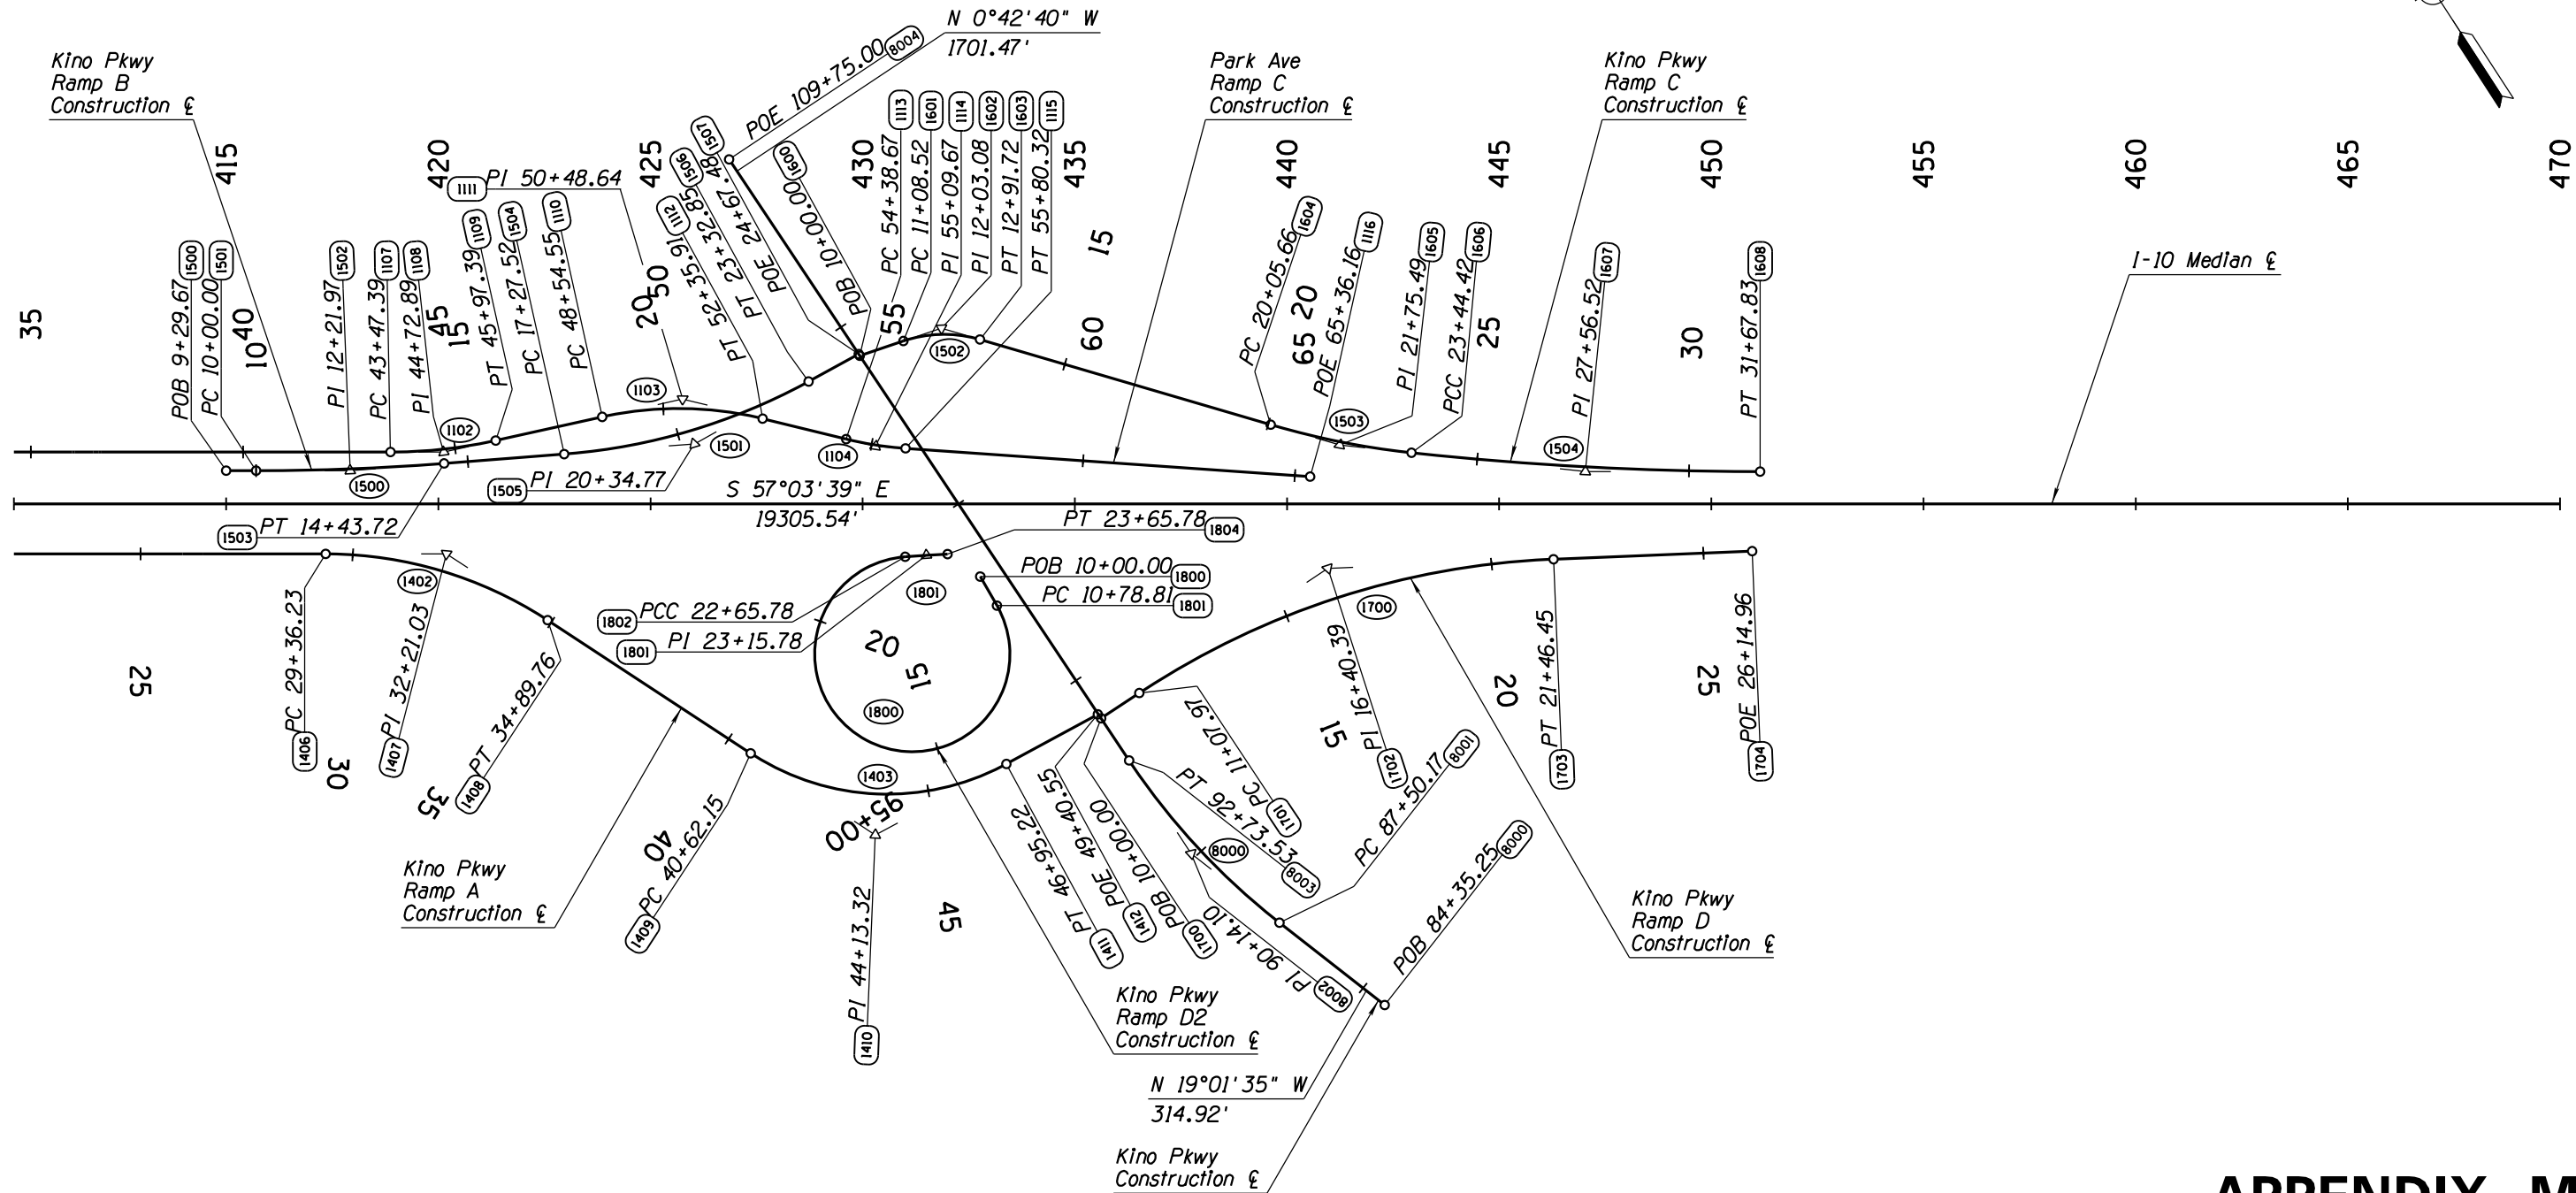 N 0°42'40" W
1701.47'
Kino Pkwy
Ramp B
Construction ℄
Park Ave
Ramp C
Construction ℄
Kino Pkwy
Ramp C
Construction ℄
POE 109+75.00 8004
415
420
425
430
435
440
445
450
455
460
465
470
1111 PI 50+48.64
I-10 Median ℄
POB 9+29.67 1500
PC 10+00.00 1501
PI 12+21.97 1502
PC 43+47.39 1107
PI 44+72.89 1108
PT 45+97.39 1109
PC 17+27.52 1504
PC 48+54.55 1110
PT 52+35.91 1112
PT 23+32.85 1506
POE 24+67.48 1507
POB 10+00.00 1600
PC 54+38.67 1113
PC 11+08.52 1601
PI 55+09.67 1114
PI 12+03.08 1602
PT 12+91.72 1603
PT 55+80.32 1115
PC 20+05.66 1604
POE 65+36.16 1116
PI 21+75.49 1605
PCC 23+44.42 1606
PI 27+56.52 1607
PT 31+67.83 1608
35
40
10
45
15
50
20
55
15
60
65
20
25
30
1102
1103
1104
1500
1501
1502
1503
1504
1505 PI 20+34.77
S 57°03'39" E
19305.54'
1503 PT 14+43.72
PT 23+65.78 1804
POB 10+00.00 1800
PC 10+78.81 1801
1802 PCC 22+65.78
1801 PI 23+15.78
1801
1800
20
15
1402
1403
1700
8000
25
30
35
40
45
95+00
15
20
25
PC 29+36.23 1406
PI 32+21.03 1407
PT 34+89.76 1408
PC 40+62.15 1409
PI 44+13.32 1410
PT 46+95.22 1411
POE 49+40.55 1412
POB 10+00.00 1700
PC 11+07.97 1701
PI 16+40.39 1702
PT 21+46.45 1703
POE 26+14.96 1704
PT 92+73.53 8003
PI 90+14.10 8002
PC 87+50.17 8001
POB 84+35.25 8000
Kino Pkwy
Ramp A
Construction ℄
Kino Pkwy
Ramp D
Construction ℄
Kino Pkwy
Ramp D2
Construction ℄
N 19°01'35" W
314.92'
Kino Pkwy
Construction ℄
APPENDIX M